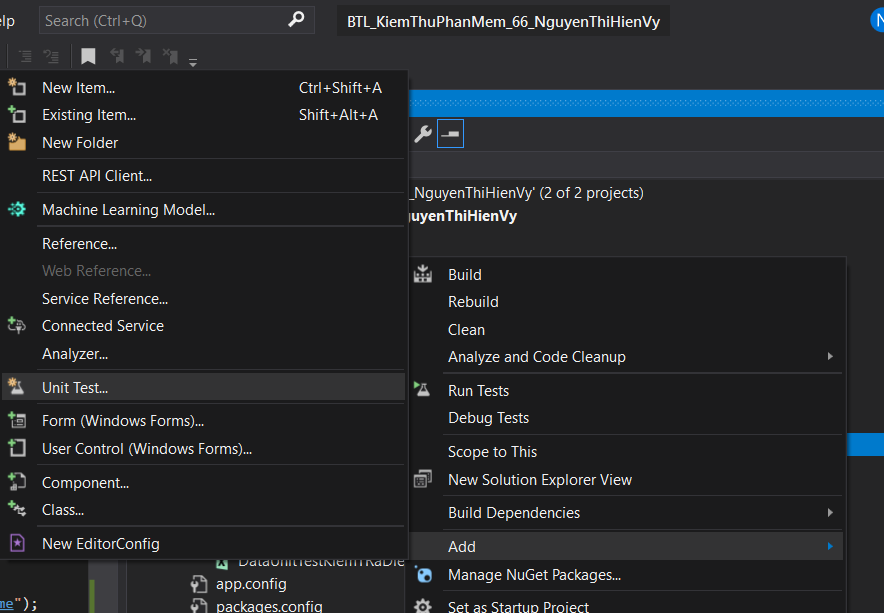 Search (Ctrl+Q)
BTL_KiemThuPhanMem_66_NguyenThiHienVy
New Item... Ctrl+Shift+A
Existing Item... Shift+Alt+A
New Folder
REST API Client...
Machine Learning Model...
Reference...
Web Reference...
Service Reference...
Connected Service
Analyzer...
Unit Test...
Form (Windows Forms)...
User Control (Windows Forms)...
Component...
Class...
New EditorConfig
_NguyenThiHienVy' (2 of 2 projects)
guyenThiHienVy
Build
Rebuild
Clean
Analyze and Code Cleanup
Run Tests
Debug Tests
Scope to This
New Solution Explorer View
Build Dependencies
Add
Manage NuGet Packages...
Set as Startup Project
app.config
packages.config
me");